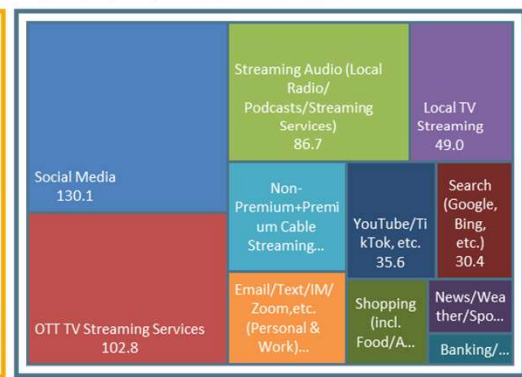 Social Media
130.1
OTT TV Streaming Services
102.8
Streaming Audio (Local
Radio/
Podcasts/Streaming
Services)
86.7
Local TV
Streaming
49.0
Non-
Premium+Premi
um Cable
Streaming...
Email/Text/IM/
Zoom,etc.
(Personal &
Work)...
YouTube/Ti
kTok, etc.
35.6
Search
(Google,
Bing,
etc.)
30.4
Shopping
(incl.
Food/A...
News/Wea
ther/Spo...
Banking/...